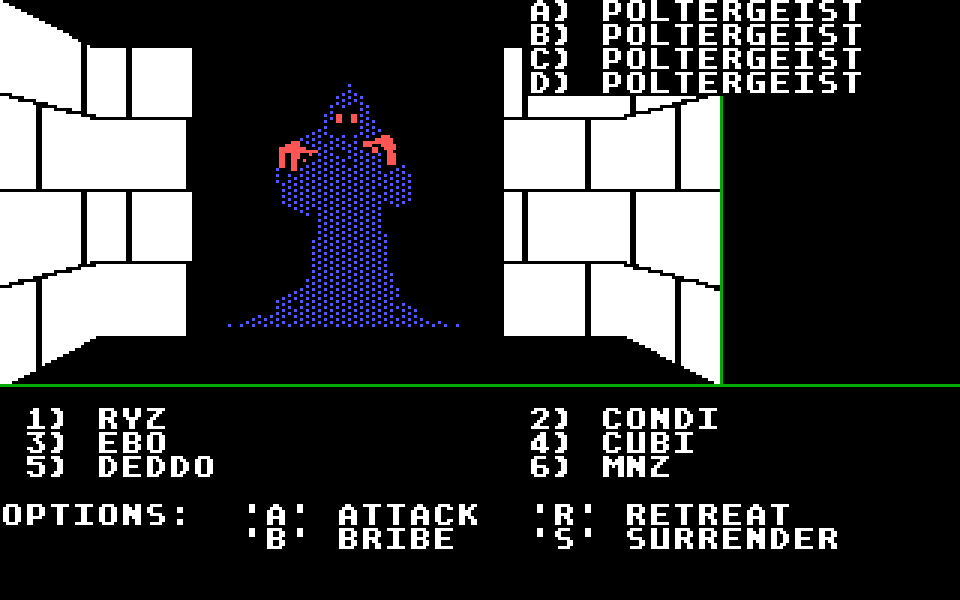 A) POLTERGEIST
B) POLTERGEIST
C) POLTERGEIST
D) POLTERGEIST
1) RYZ 2) CONDI
3) EBO 4) CUBI
5) DEDDO 6) MNZ
OPTIONS: 'A' ATTACK 'R' RETREAT
'B' BRIBE 'S' SURRENDER